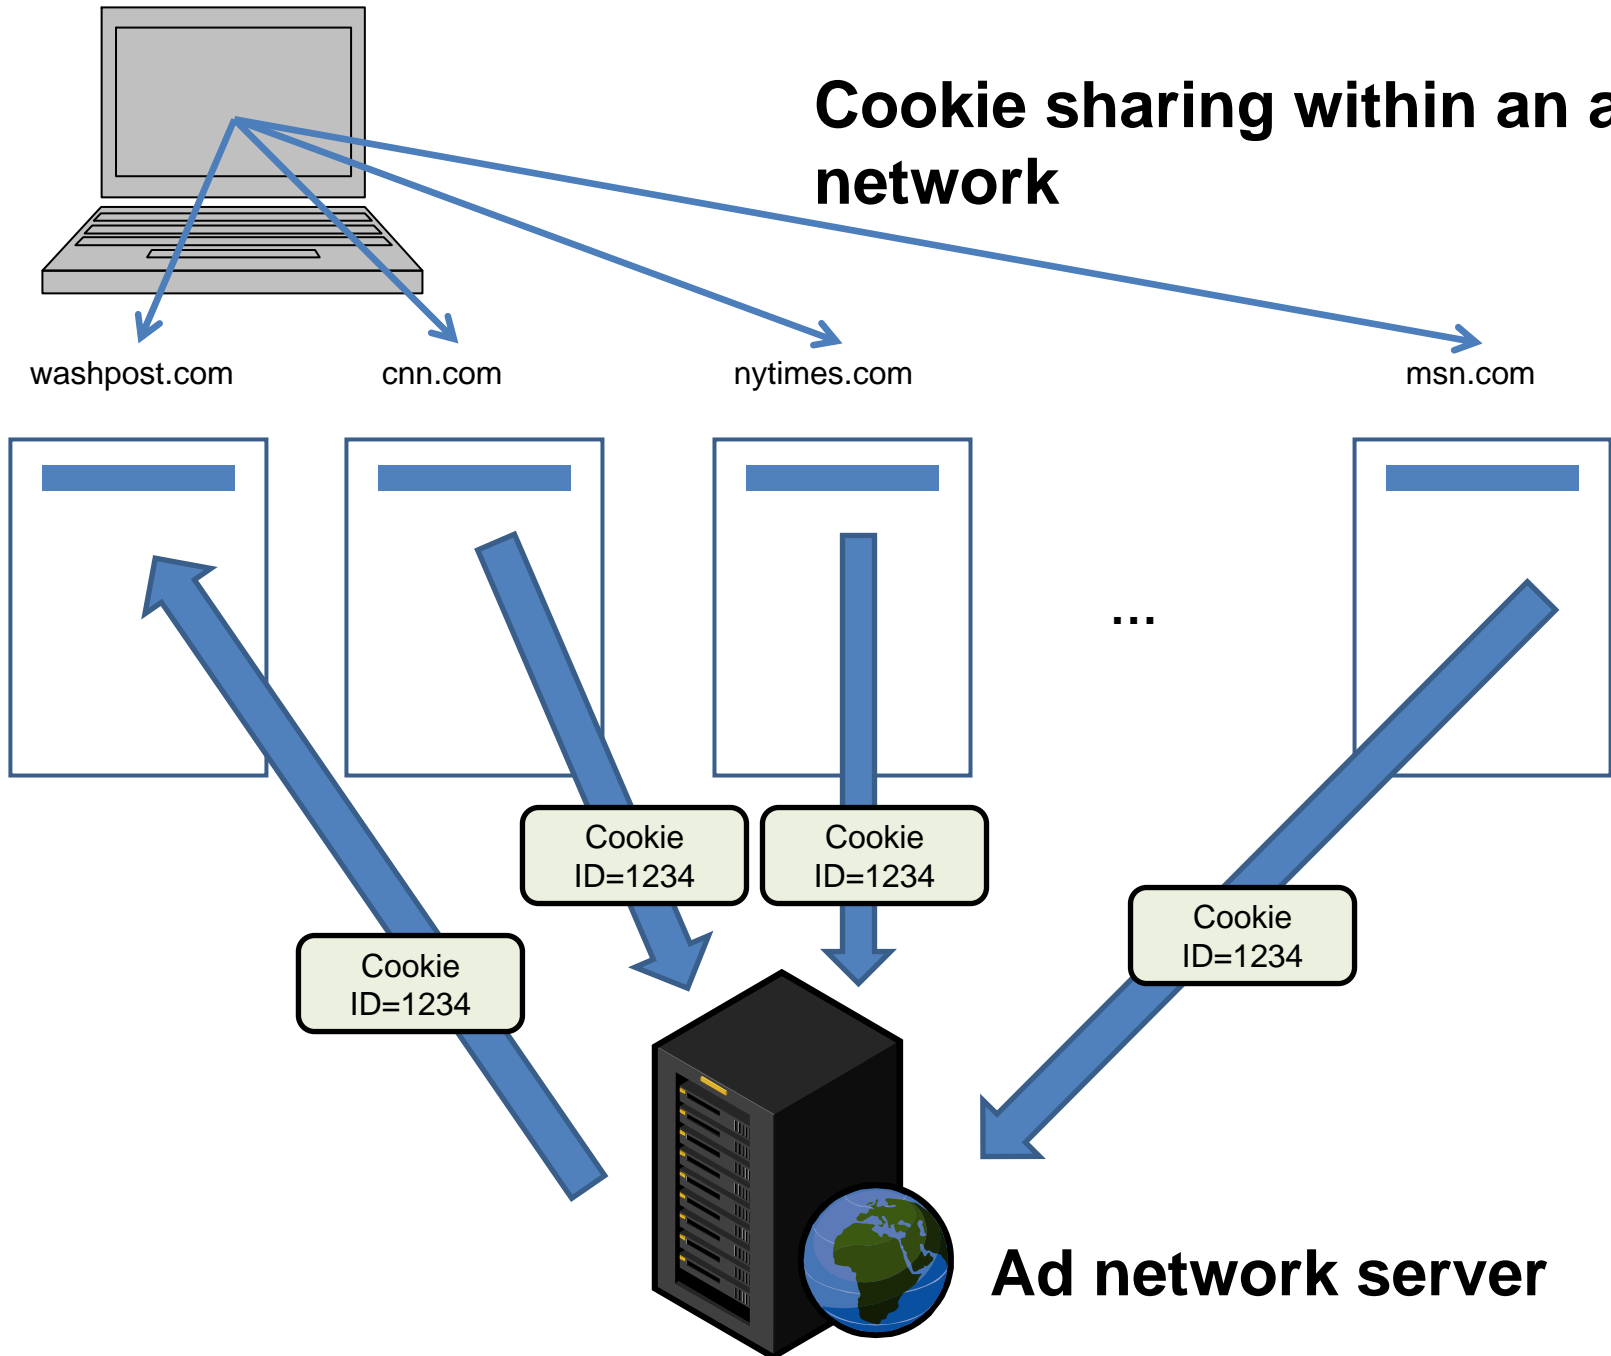 Cookie sharing within an a
network
washpost.com
cnn.com
nytimes.com
msn.com
...
Cookie
ID=1234
Cookie
ID=1234
Cookie
ID=1234
Cookie
ID=1234
Ad network server